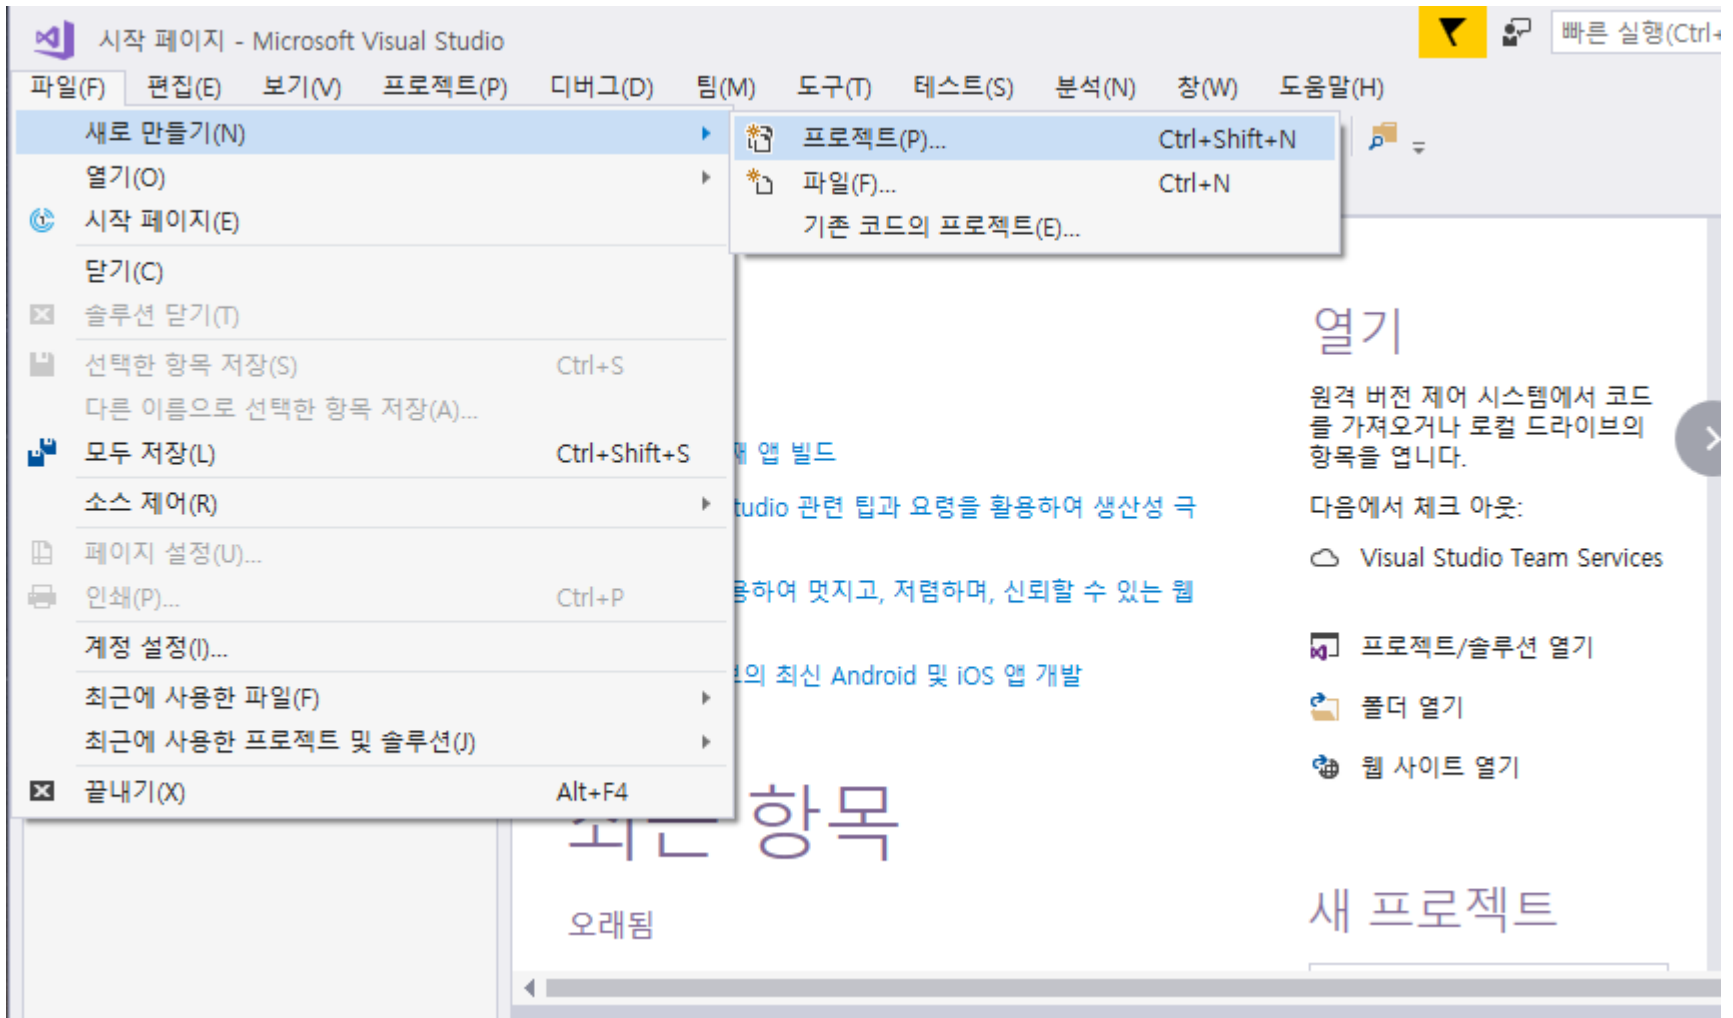 시작 페이지 - Microsoft Visual Studio
빠른 실행(Ctrl+
파일(F) 편집(E) 보기(V) 프로젝트(P) 디버그(D) 팀(M) 도구(T) 테스트(S) 분석(N) 창(W) 도움말(H)
새로 만들기(N)
열기(O)
시작 페이지(E)
닫기(C)
솔루션 닫기(T)
선택한 항목 저장(S) Ctrl+S
다른 이름으로 선택한 항목 저장(A)...
모두 저장(L) Ctrl+Shift+S
소스 제어(R)
페이지 설정(U)...
인쇄(P)... Ctrl+P
계정 설정(I)...
최근에 사용한 파일(F)
최근에 사용한 프로젝트 및 솔루션(J)
끝내기(X) Alt+F4
프로젝트(P)... Ctrl+Shift+N
파일(F)... Ctrl+N
기존 코드의 프로젝트(E)...
앱 빌드
tudio 관련 팁과 요령을 활용하여 생산성 극
용하여 멋지고, 저렴하며, 신뢰할 수 있는 웹
의 최신 Android 및 iOS 앱 개발
최근 항목
오래됨
열기
원격 버전 제어 시스템에서 코드
를 가져오거나 로컬 드라이브의
항목을 엽니다.
다음에서 체크 아웃:
Visual Studio Team Services
프로젝트/솔루션 열기
폴더 열기
웹 사이트 열기
새 프로젝트